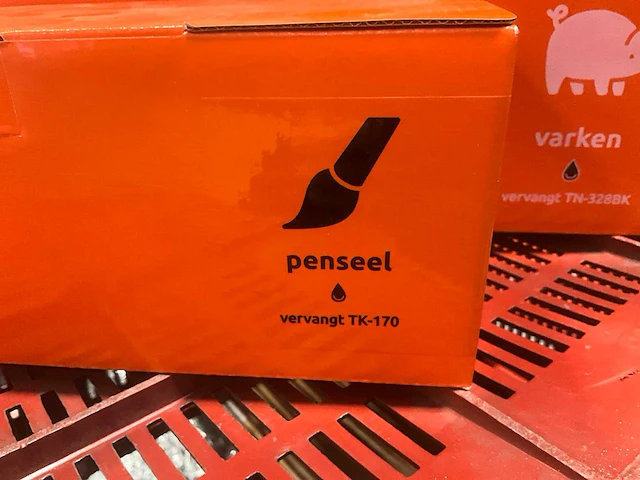 penseel
vervangt TK-170
varken
vervangt TN-328BK